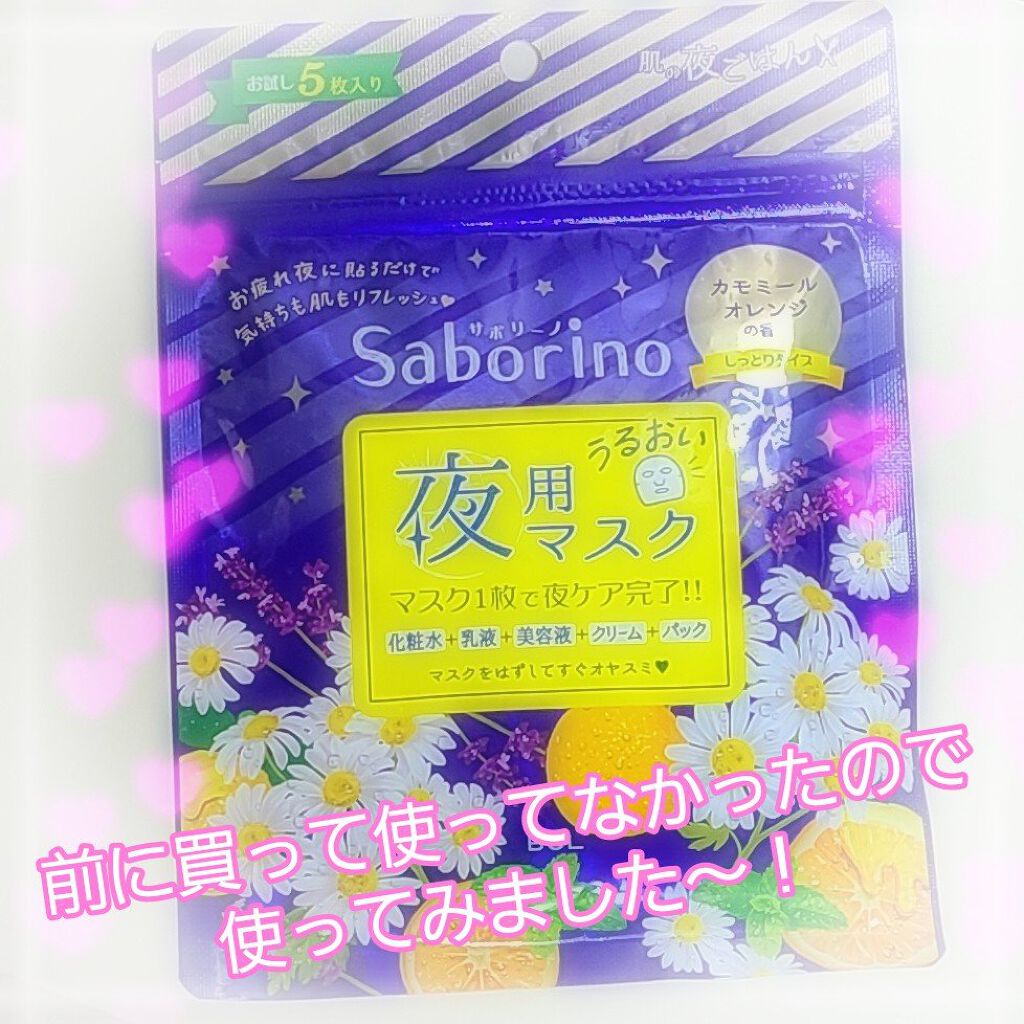 お試し5枚入り
肌の夜ごはん
お疲れ夜に貼るだけで
気持ちも肌もリフレッシュ♥
カモミール
オレンジ
の香
しっとりタイプ
サボリーノ
Saborino
うるおい
夜用マスク
マスク1枚で夜ケア完了!!
化粧水+乳液+美容液+クリーム+パック
マスクをはずしてすぐオヤスミ♥
前に買って使ってなかったので
使ってみました〜!